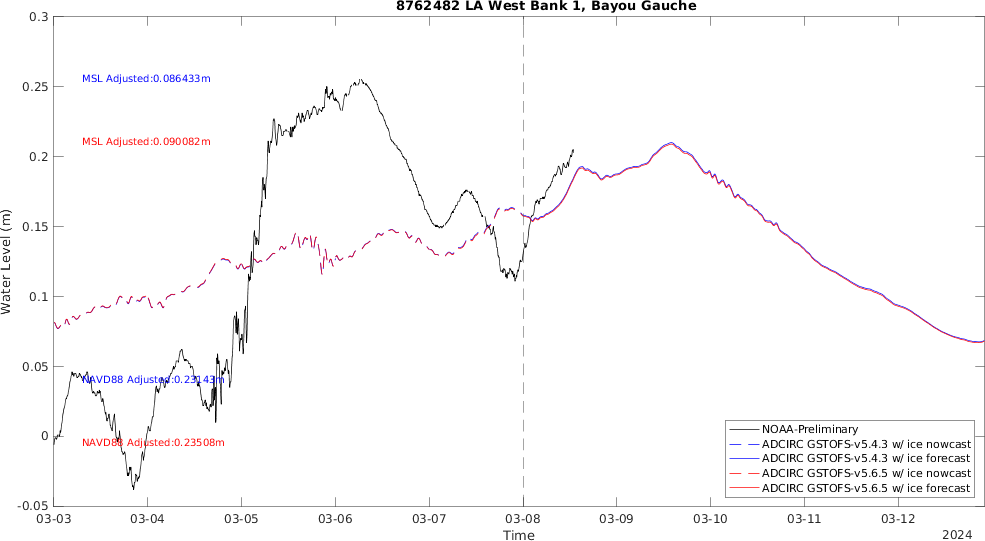 8762482 LA West Bank 1, Bayou Gauche
0.3
0.25
0.2
0.15
0.1
0.05
0
-0.05
Water Level (m)
MSL Adjusted:0.086433m
MSL Adjusted:0.090082m
NAVD88 Adjusted:0.23143m
NAVD88 Adjusted:0.23508m
NOAA-Preliminary
ADCIRC GSTOFS-v5.4.3 w/ ice nowcast
ADCIRC GSTOFS-v5.4.3 w/ ice forecast
ADCIRC GSTOFS-v5.6.5 w/ ice nowcast
ADCIRC GSTOFS-v5.6.5 w/ ice forecast
03-03 03-04 03-05 03-06 03-07 03-08 03-09 03-10 03-11 03-12
Time
2024